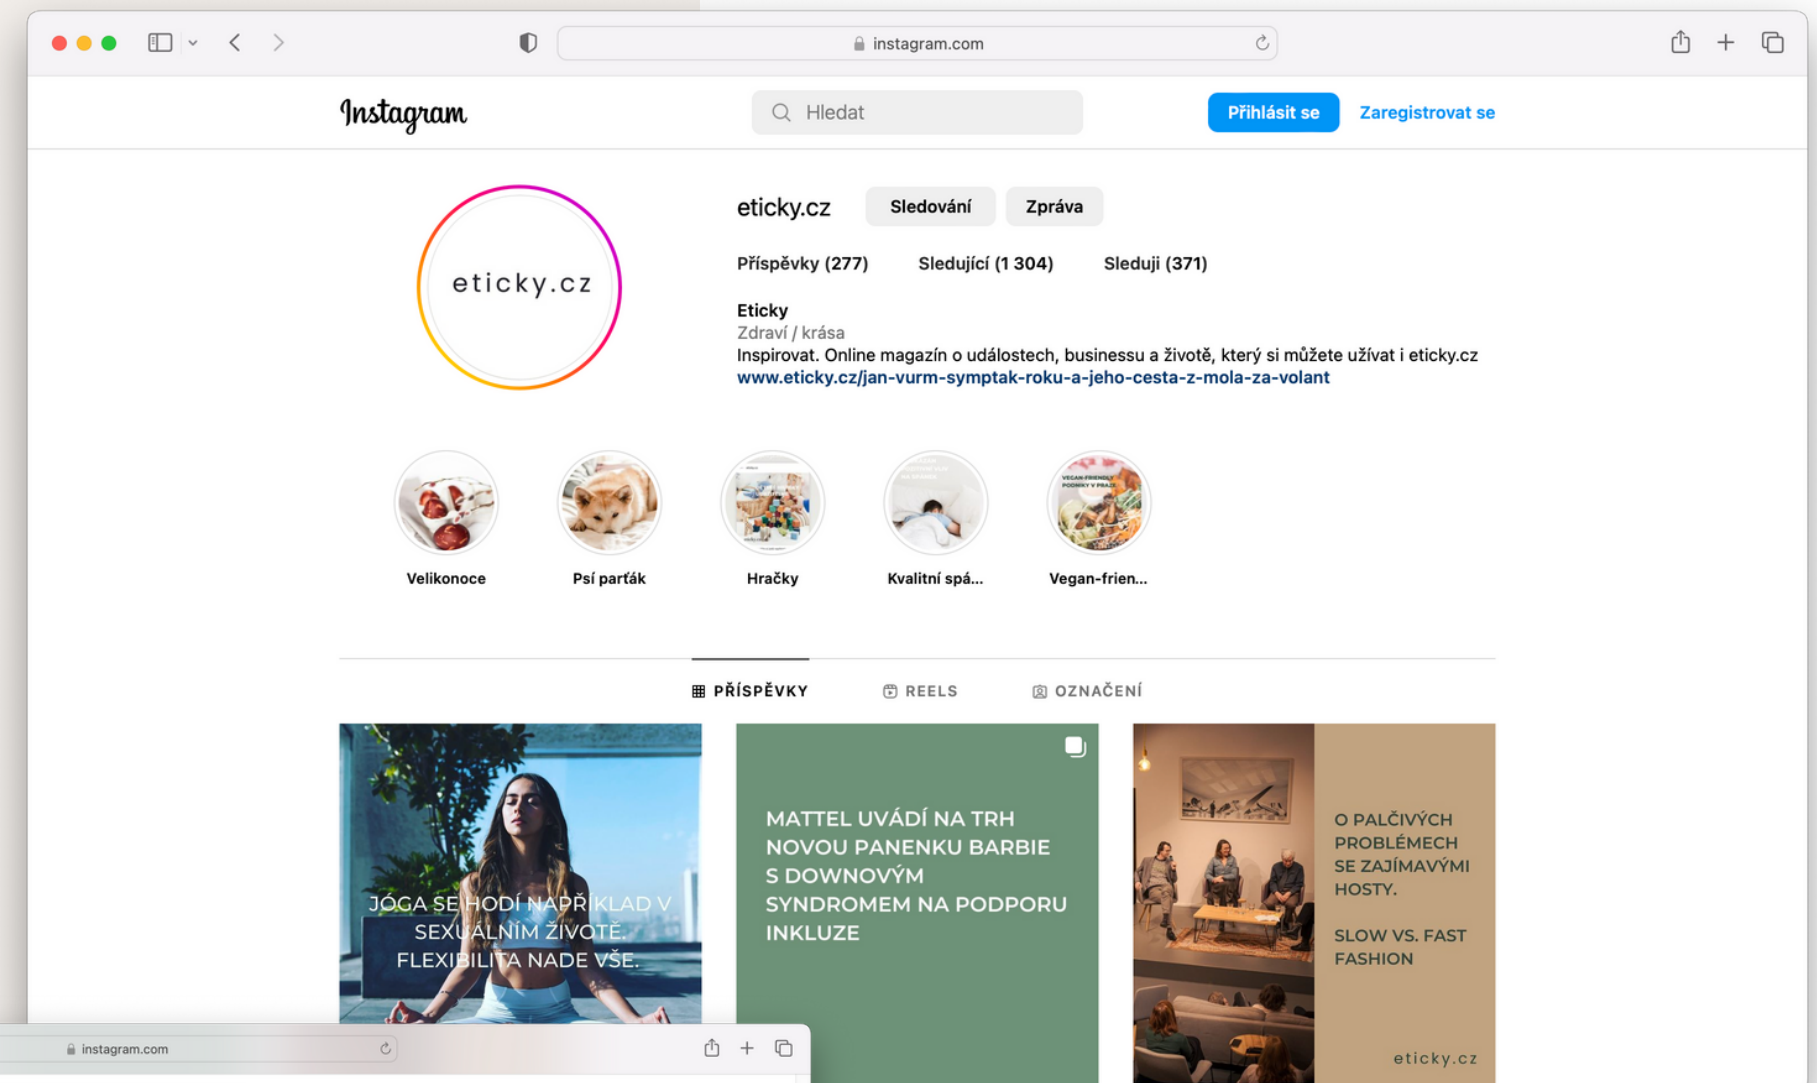 instagram.com
Instagram
Hledat
Přihlásit se
Zaregistrovat se
eticky.cz
eticky.cz
Sledování
Zpráva
Příspěvky (277)
Sledující (1 304)
Sleduji (371)
Eticky
Zdraví / krása
Inspirovat. Online magazín o událostech, businessu a životě, který si můžete užívat i eticky.cz
www.eticky.cz/jan-vurm-symptak-roku-a-jeho-cesta-z-mola-za-volant
VEGAN-FRIENDLY
PODNIKY V PRAZE
Velikonoce
Psí parťák
Hračky
Kvalitní spá...
Vegan-frien...
PŘÍSPĚVKY
REELS
OZNAČENÍ
JÓGA SE HODÍ NAPŘÍKLAD V
SEXUÁLNÍM ŽIVOTĚ.
FLEXIBILITA NADE VŠE.
MATTEL UVÁDÍ NA TRH
NOVOU PANENKU BARBIE
S DOWNOVÝM
SYNDROMEM NA PODPORU
INKLUZE
O PALČIVÝCH
PROBLÉMECH
SE ZAJÍMAVÝMI
HOSTY.
SLOW VS. FAST
FASHION
eticky.cz
instagram.com